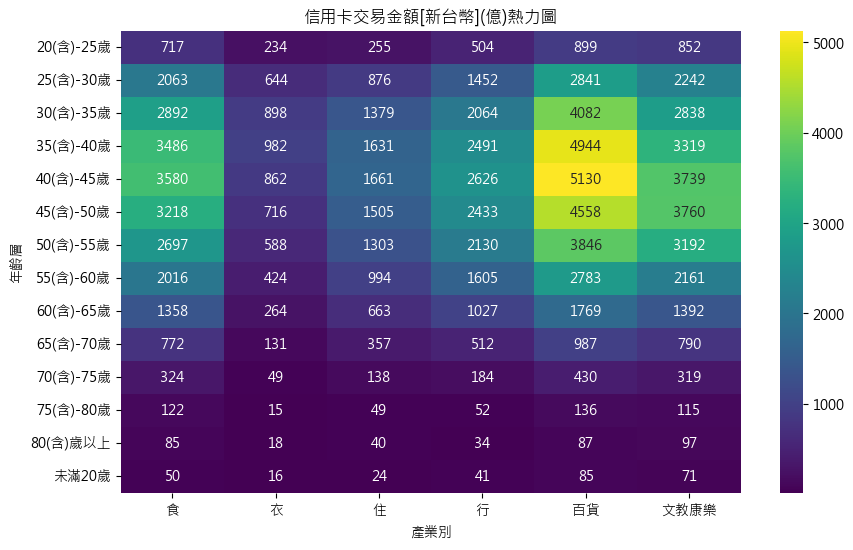 信用卡交易金額[新台幣](億)熱力圖
年齡層
20(含)-25歲 717 234 255 504 899 852
25(含)-30歲 2063 644 876 1452 2841 2242
30(含)-35歲 2892 898 1379 2064 4082 2838
35(含)-40歲 3486 982 1631 2491 4944 3319
40(含)-45歲 3580 862 1661 2626 5130 3739
45(含)-50歲 3218 716 1505 2433 4558 3760
50(含)-55歲 2697 588 1303 2130 3846 3192
55(含)-60歲 2016 424 994 1605 2783 2161
60(含)-65歲 1358 264 663 1027 1769 1392
65(含)-70歲 772 131 357 512 987 790
70(含)-75歲 324 49 138 184 430 319
75(含)-80歲 122 15 49 52 136 115
80(含)歲以上 85 18 40 34 87 97
未滿20歲 50 16 24 41 85 71
食 衣 住 行 百貨 文教康樂
產業別
5000
4000
3000
2000
1000